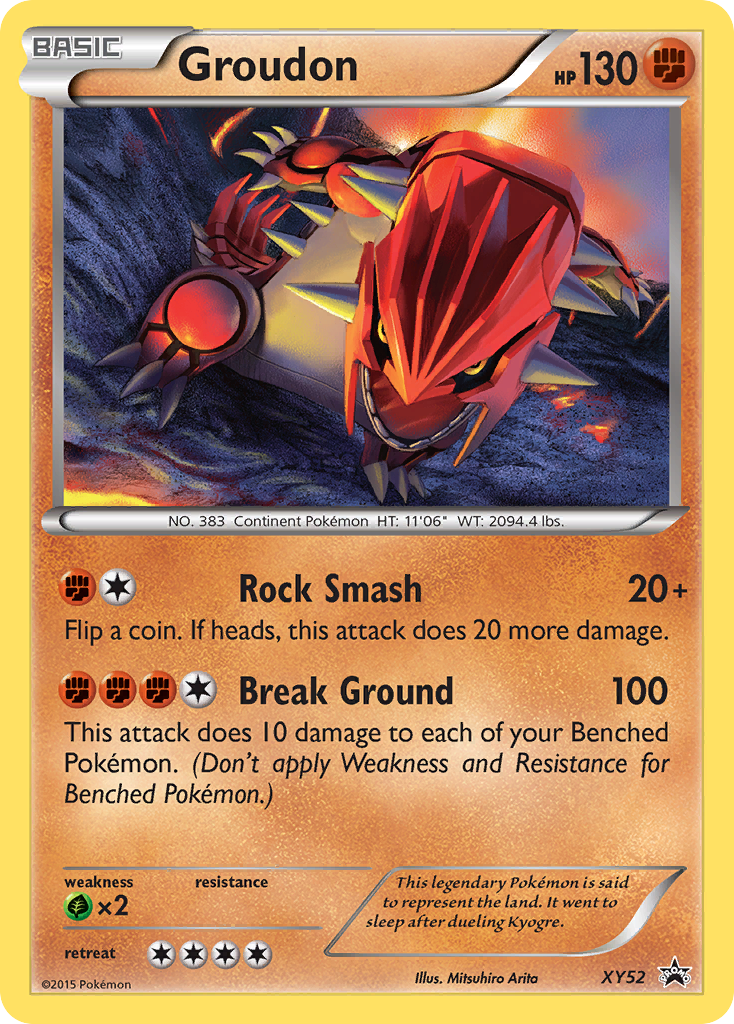 BASIC
Groudon
HP 130
NO. 383 Continent Pokémon HT: 11'06" WT: 2094.4 lbs.
Rock Smash 20+
Flip a coin. If heads, this attack does 20 more damage.
Break Ground 100
This attack does 10 damage to each of your Benched
Pokémon. (Don't apply Weakness and Resistance for
Benched Pokémon.)
weakness resistance
×2
retreat
This legendary Pokémon is said
to represent the land. It went to
sleep after dueling Kyogre.
©2015 Pokémon
Illus. Mitsuhiro Arita
XY52
PROMO